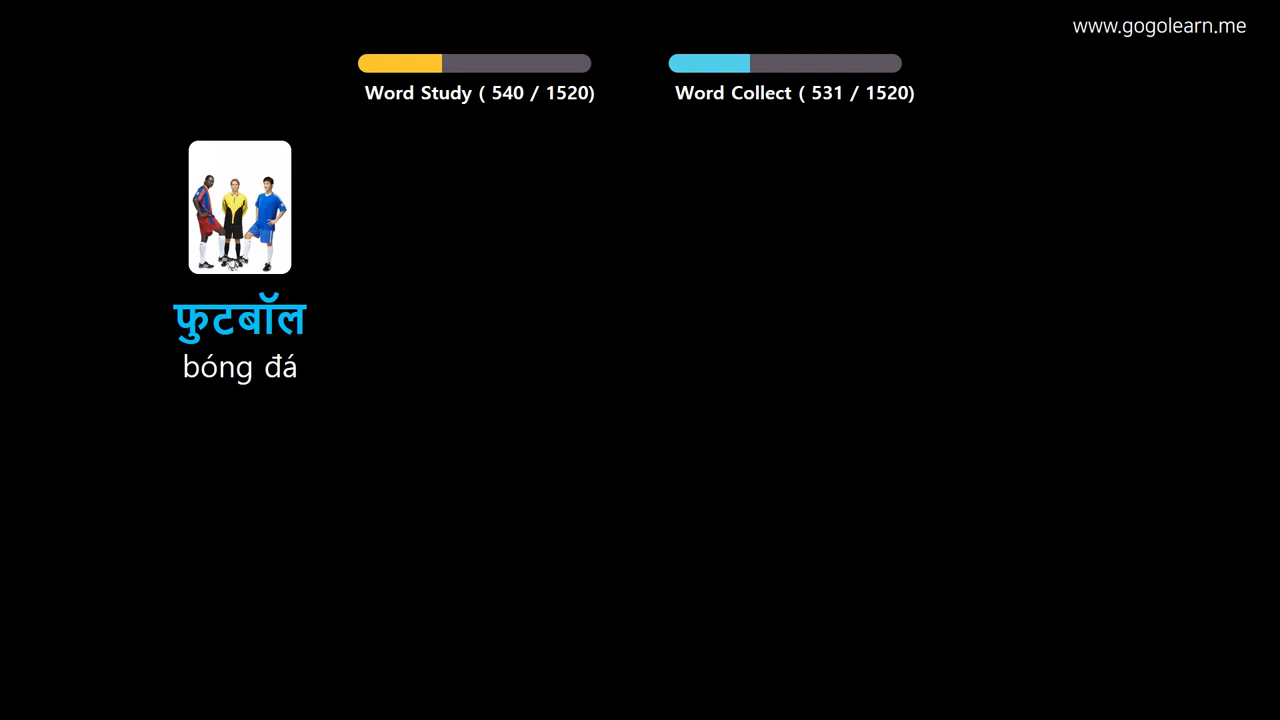 www.gogolearn.me
Word Study ( 540 / 1520)
Word Collect ( 531 / 1520)
फुटबॉल
bóng đá